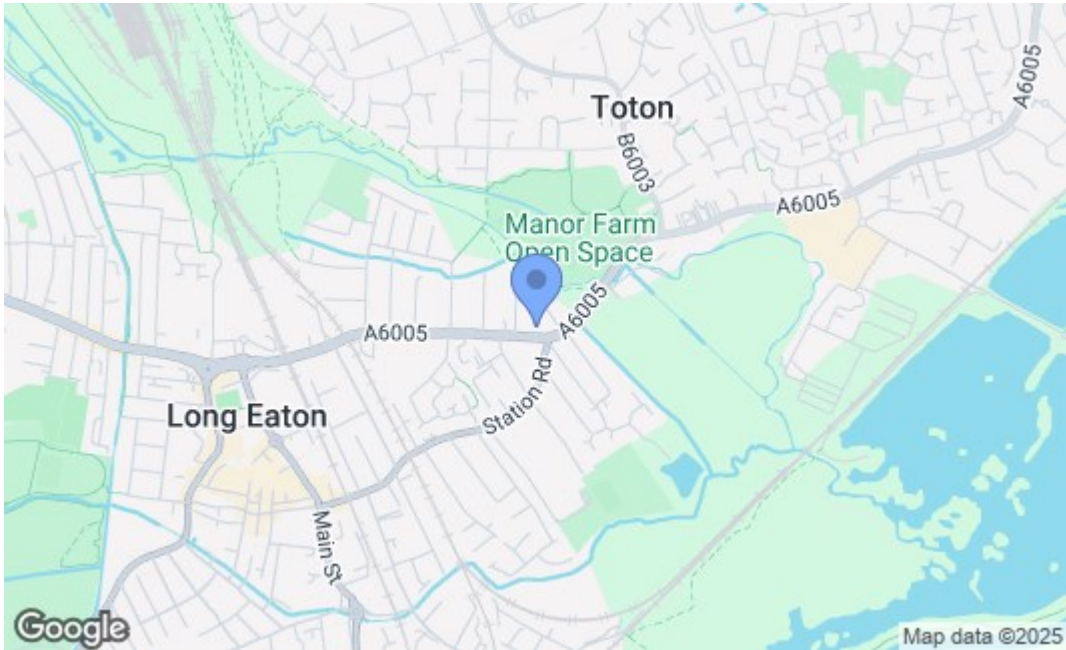 A6005
Toton
B6003
A6005
Manor Farm
Open Space
A6005
A6005
Station Rd
Long Eaton
Main St
Google
Map data ©2025